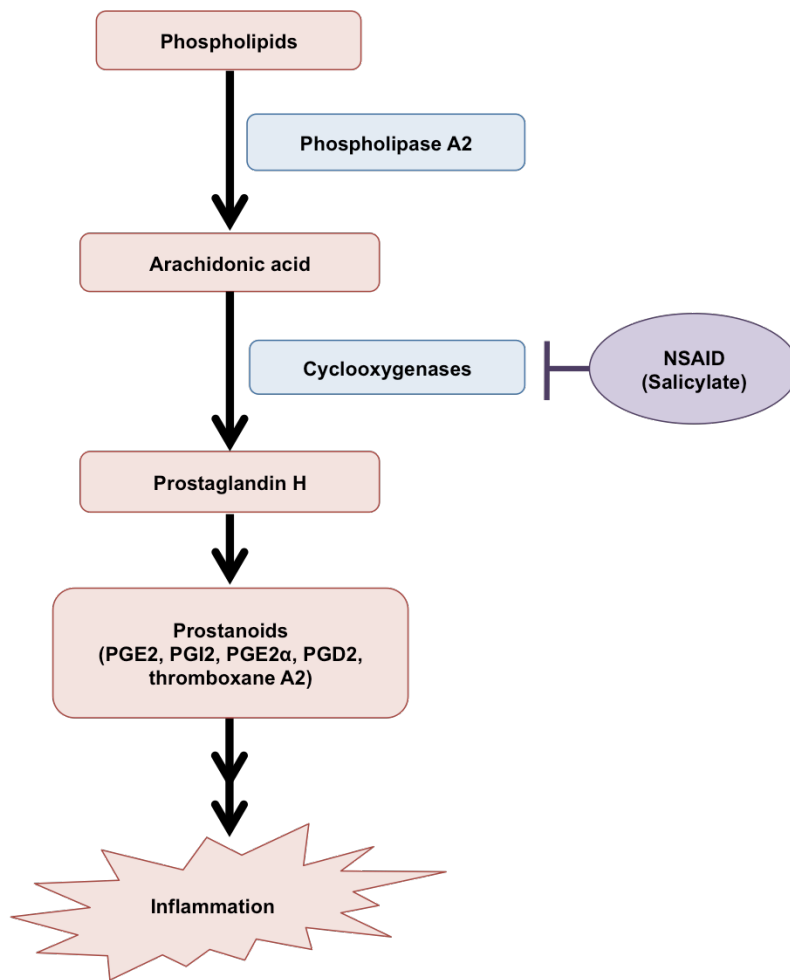 Phospholipids
Phospholipase A2
Arachidonic acid
Cyclooxygenases
NSAID
(Salicylate)
Prostaglandin H
Prostanoids
(PGE2, PGI2, PGE2α, PGD2,
thromboxane A2)
Inflammation